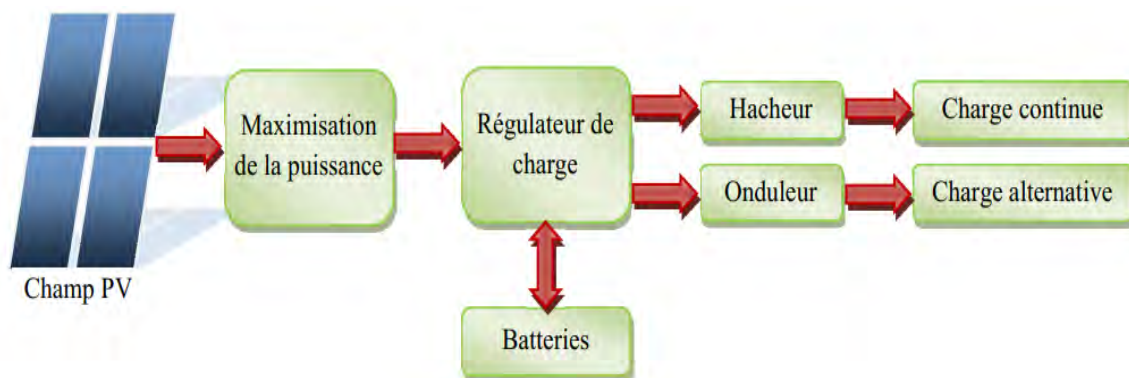 Champ PV
Maximisation
de la puissance
Régulateur de
charge
Hacheur
Charge continue
Onduleur
Charge alternative
Batteries